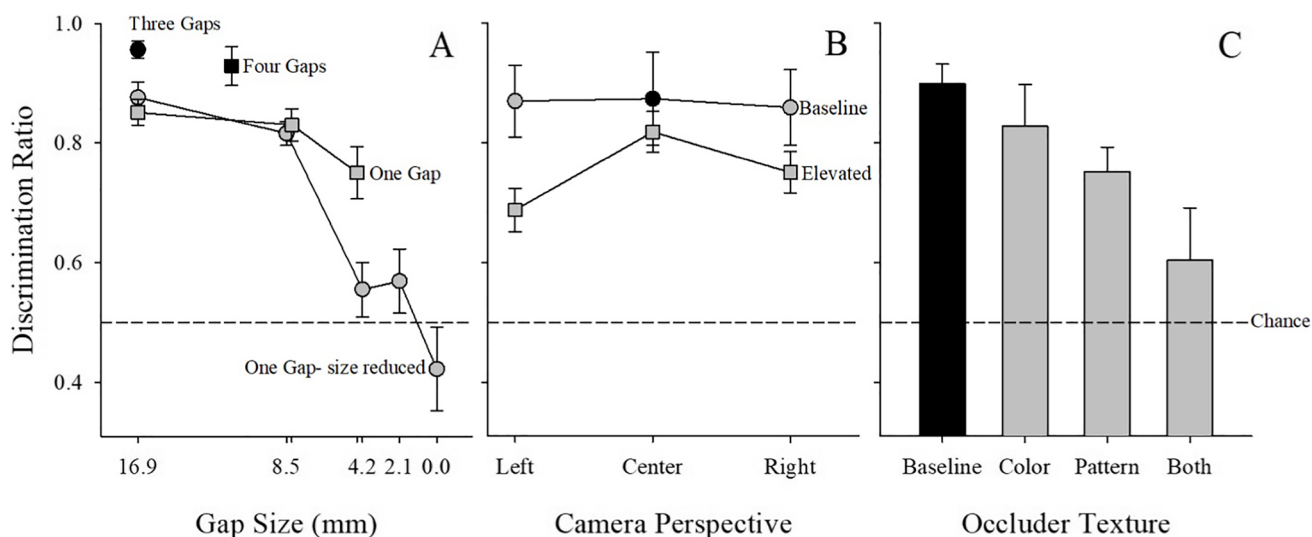 Discrimination Ratio
1.0
0.8
0.6
0.4
A
Three Gaps
Four Gaps
One Gap
One Gap- size reduced
16.9
8.5
4.2
2.1
0.0
Gap Size (mm)
B
Baseline
Elevated
Left
Center
Right
Camera Perspective
C
Chance
Baseline
Color
Pattern
Both
Occluder Texture